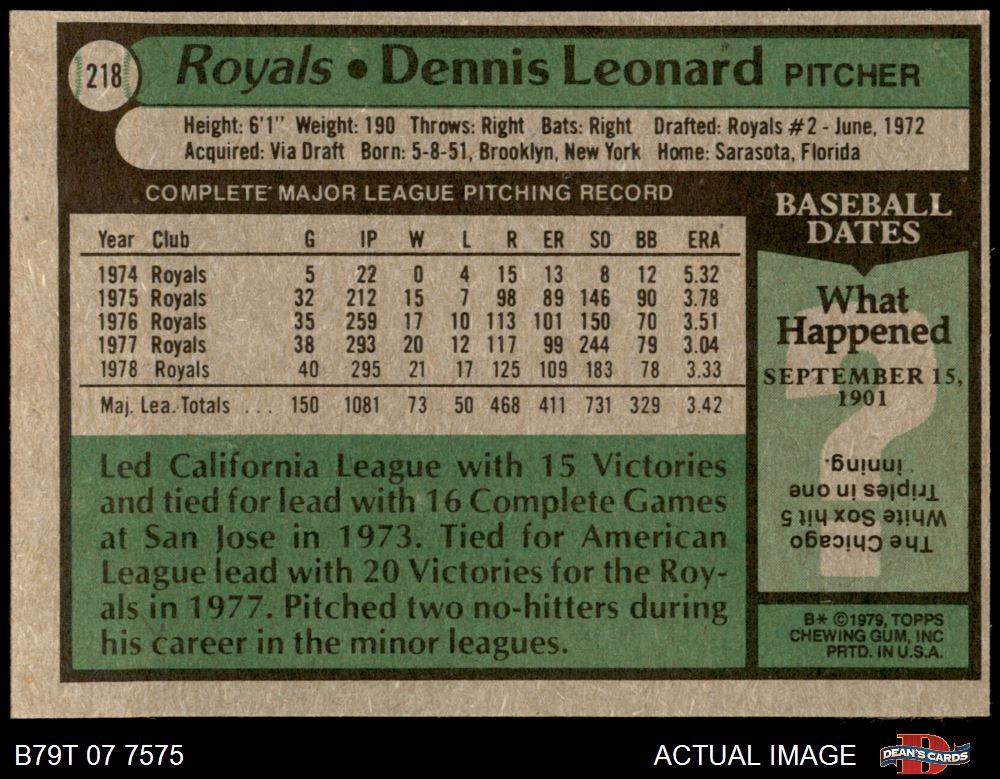 218
Royals • Dennis Leonard PITCHER
Height: 6'1" Weight: 190 Throws: Right Bats: Right Drafted: Royals #2 - June, 1972
Acquired: Via Draft Born: 5-8-51, Brooklyn, New York Home: Sarasota, Florida
COMPLETE MAJOR LEAGUE PITCHING RECORD
Year Club G IP W L R ER SO BB ERA
1974 Royals 5 22 0 4 15 13 8 12 5.32
1975 Royals 32 212 15 7 98 89 146 90 3.78
1976 Royals 35 259 17 10 113 101 150 70 3.51
1977 Royals 38 293 20 12 117 99 244 79 3.04
1978 Royals 40 295 21 17 125 109 183 78 3.33
Maj. Lea. Totals ... 150 1081 73 50 468 411 731 329 3.42
Led California League with 15 Victories
and tied for lead with 16 Complete Games
at San Jose in 1973. Tied for American
League lead with 20 Victories for the Roy-
als in 1977. Pitched two no-hitters during
his career in the minor leagues.
BASEBALL
DATES
What
Happened
SEPTEMBER 15,
1901
?
The Chicago
White Sox hit 5
Triples in one
inning.
B* ©1979, TOPPS
CHEWING GUM, INC
PRTD. IN U.S.A.
B79T 07 7575
ACTUAL IMAGE
D
DEAN'S CARDS